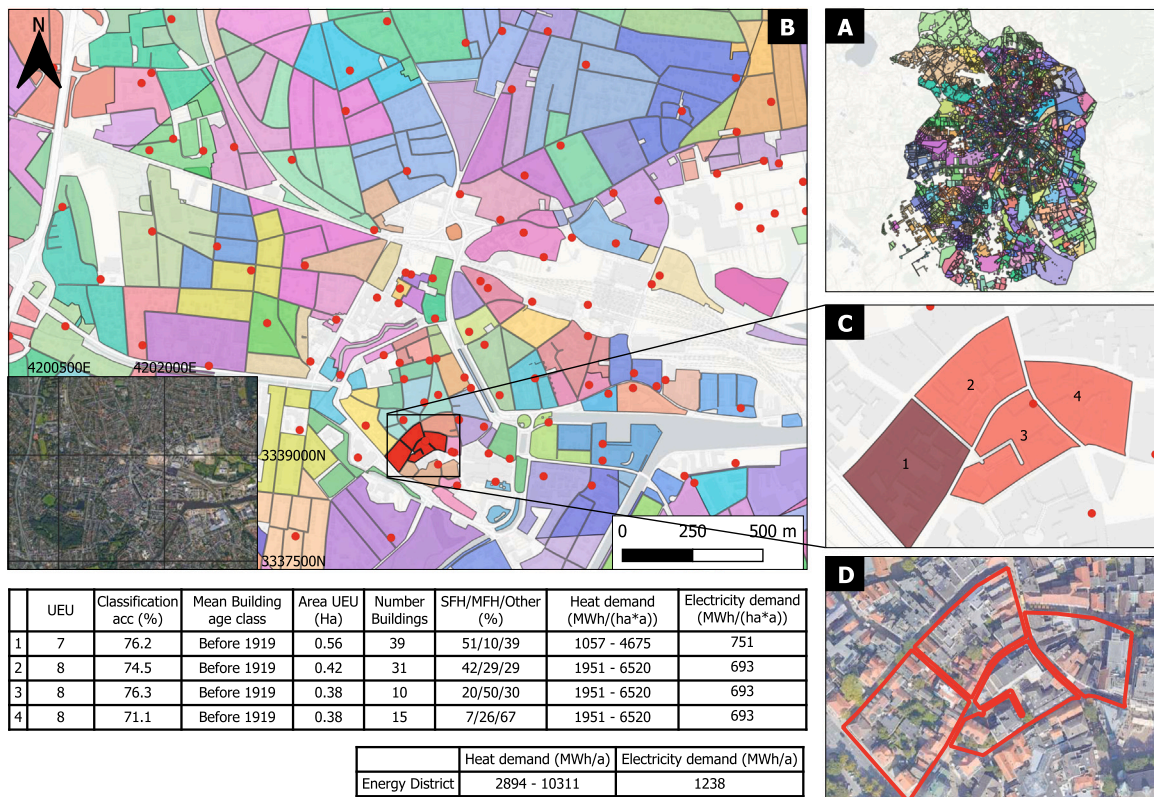 N
B
A
4200500E 4202000E
3339000N
3337500N
0 250 500 m
C
2
4
3
1
D
UEU Classification acc (%) Mean Building age class Area UEU (Ha) Number Buildings SFH/MFH/Other (%) Heat demand (MWh/(ha*a)) Electricity demand (MWh/(ha*a))
1 7 76.2 Before 1919 0.56 39 51/10/39 1057 - 4675 751
2 8 74.5 Before 1919 0.42 31 42/29/29 1951 - 6520 693
3 8 76.3 Before 1919 0.38 10 20/50/30 1951 - 6520 693
4 8 71.1 Before 1919 0.38 15 7/26/67 1951 - 6520 693
Heat demand (MWh/a) Electricity demand (MWh/a)
Energy District 2894 - 10311 1238